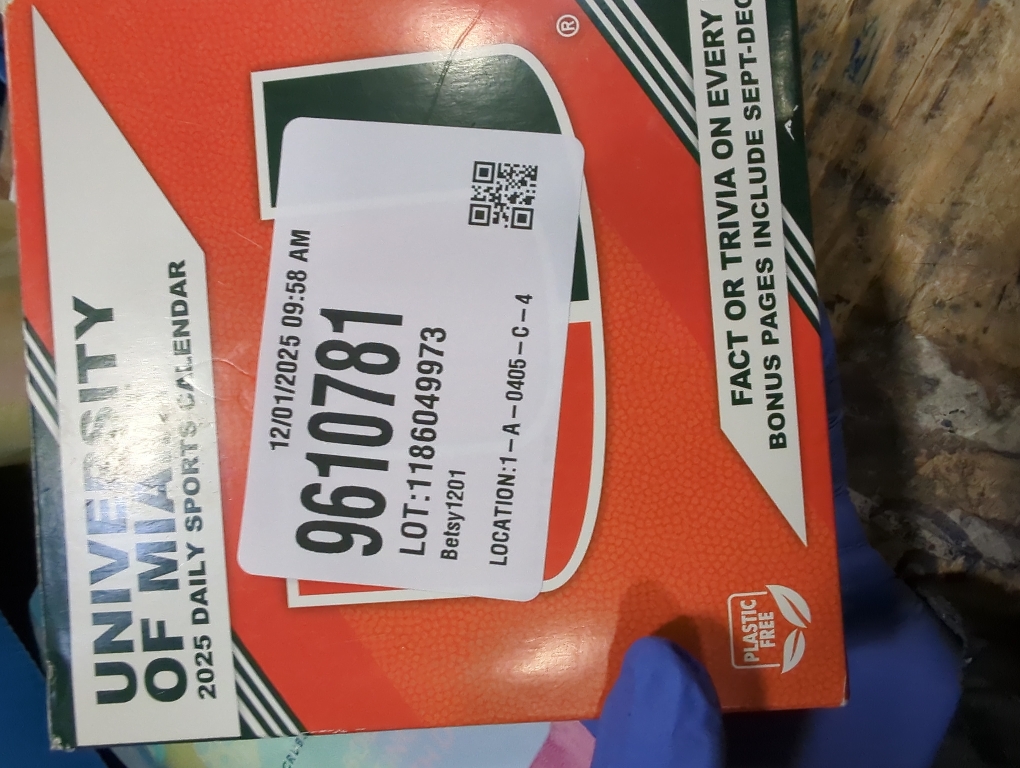 UNIVERSITY
OF MIAMI
2025 DAILY SPORTS CALENDAR
12/01/2025 09:58 AM
9610781
LOT:1186049973
Betsy1201
LOCATION:1-A-0405-C-4
®
FACT OR TRIVIA ON EVERY
BONUS PAGES INCLUDE SEPT-DEC
PLASTIC
FREE